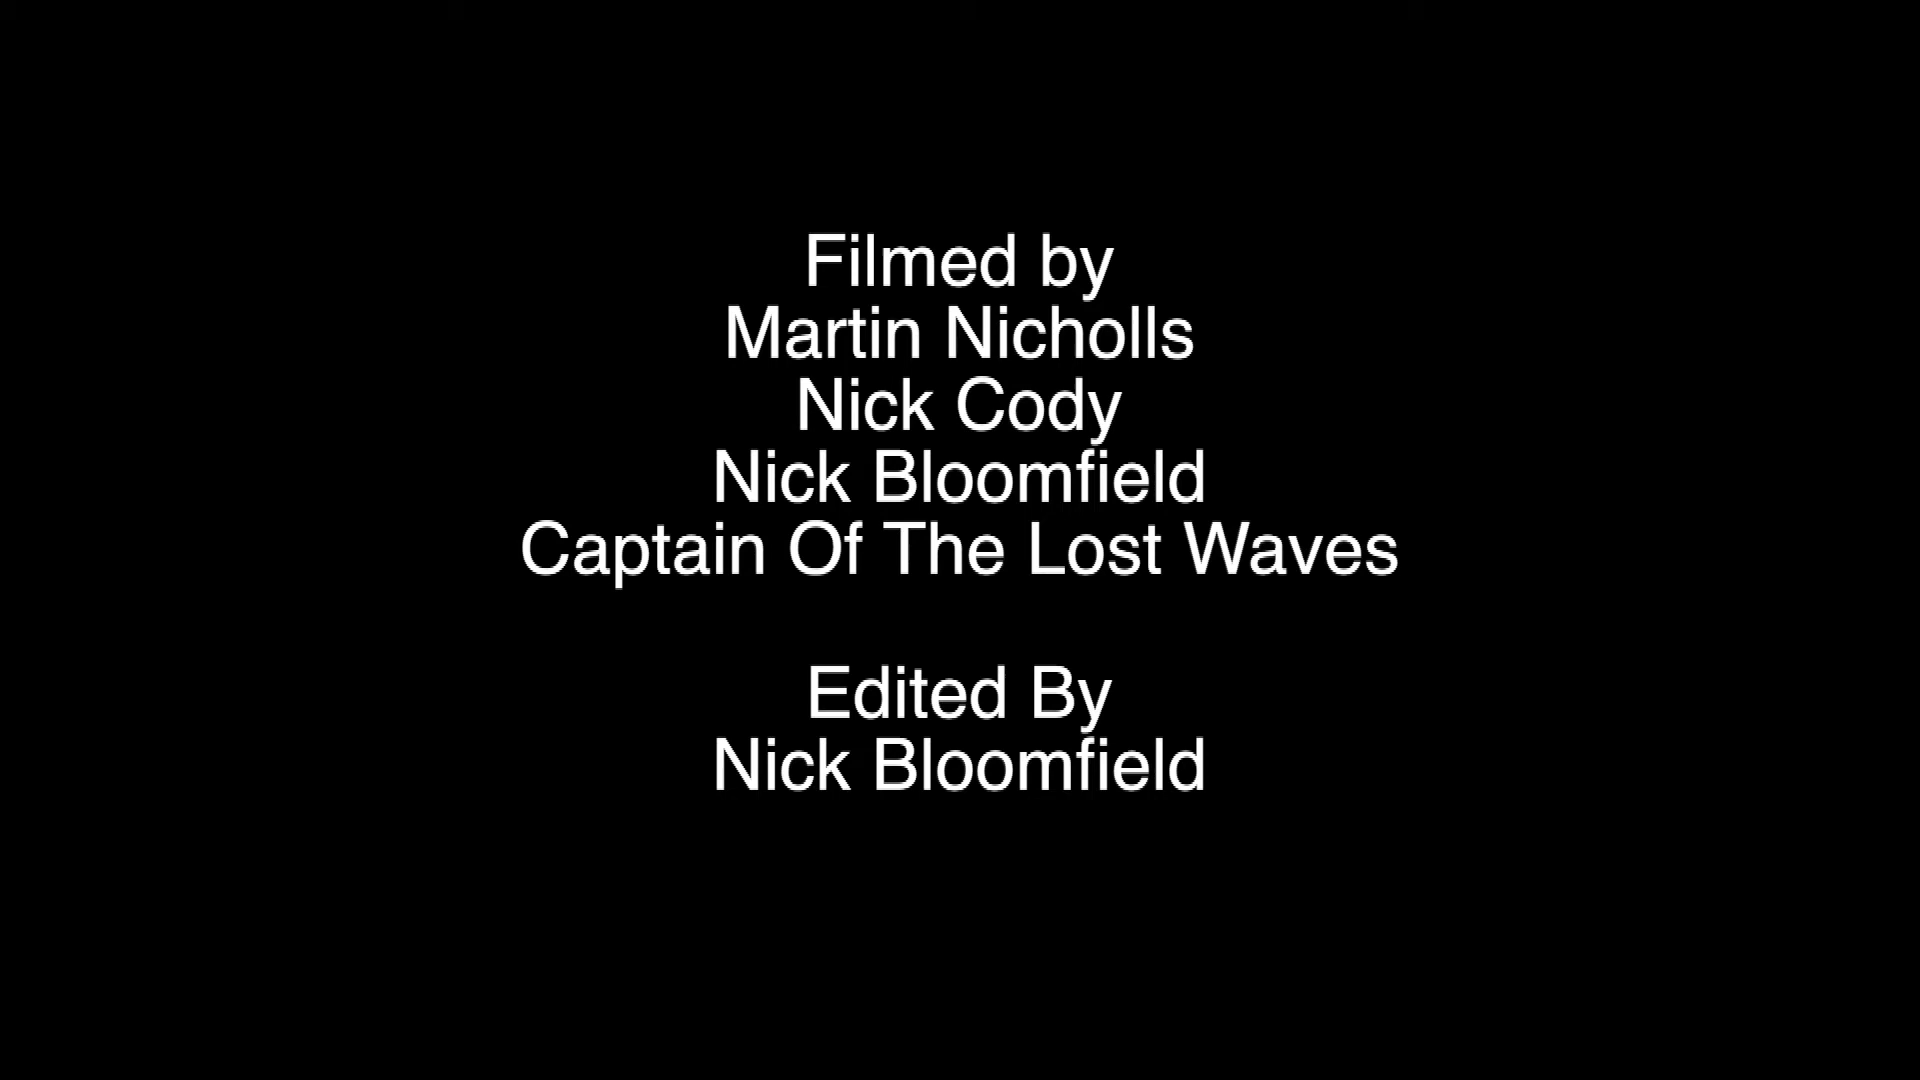 Filmed by
Martin Nicholls
Nick Cody
Nick Bloomfield
Captain Of The Lost Waves
Edited By
Nick Bloomfield